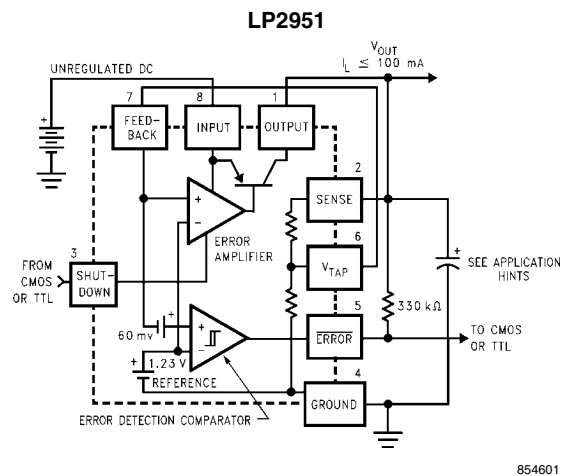 LP2951
V_OUT
I_L ≤ 100 mA
UNREGULATED DC
7
8
1
FEED-
BACK
INPUT
OUTPUT
2
SENSE
+
+
−
ERROR
AMPLIFIER
6
V_TAP
+
SEE APPLICATION
HINTS
3
FROM
CMOS
OR TTL
SHUT-
DOWN
5
330 kΩ
60 mv
+
+
−
ERROR
TO CMOS
OR TTL
+
1.23 V
REFERENCE
4
GROUND
ERROR DETECTION COMPARATOR
854601